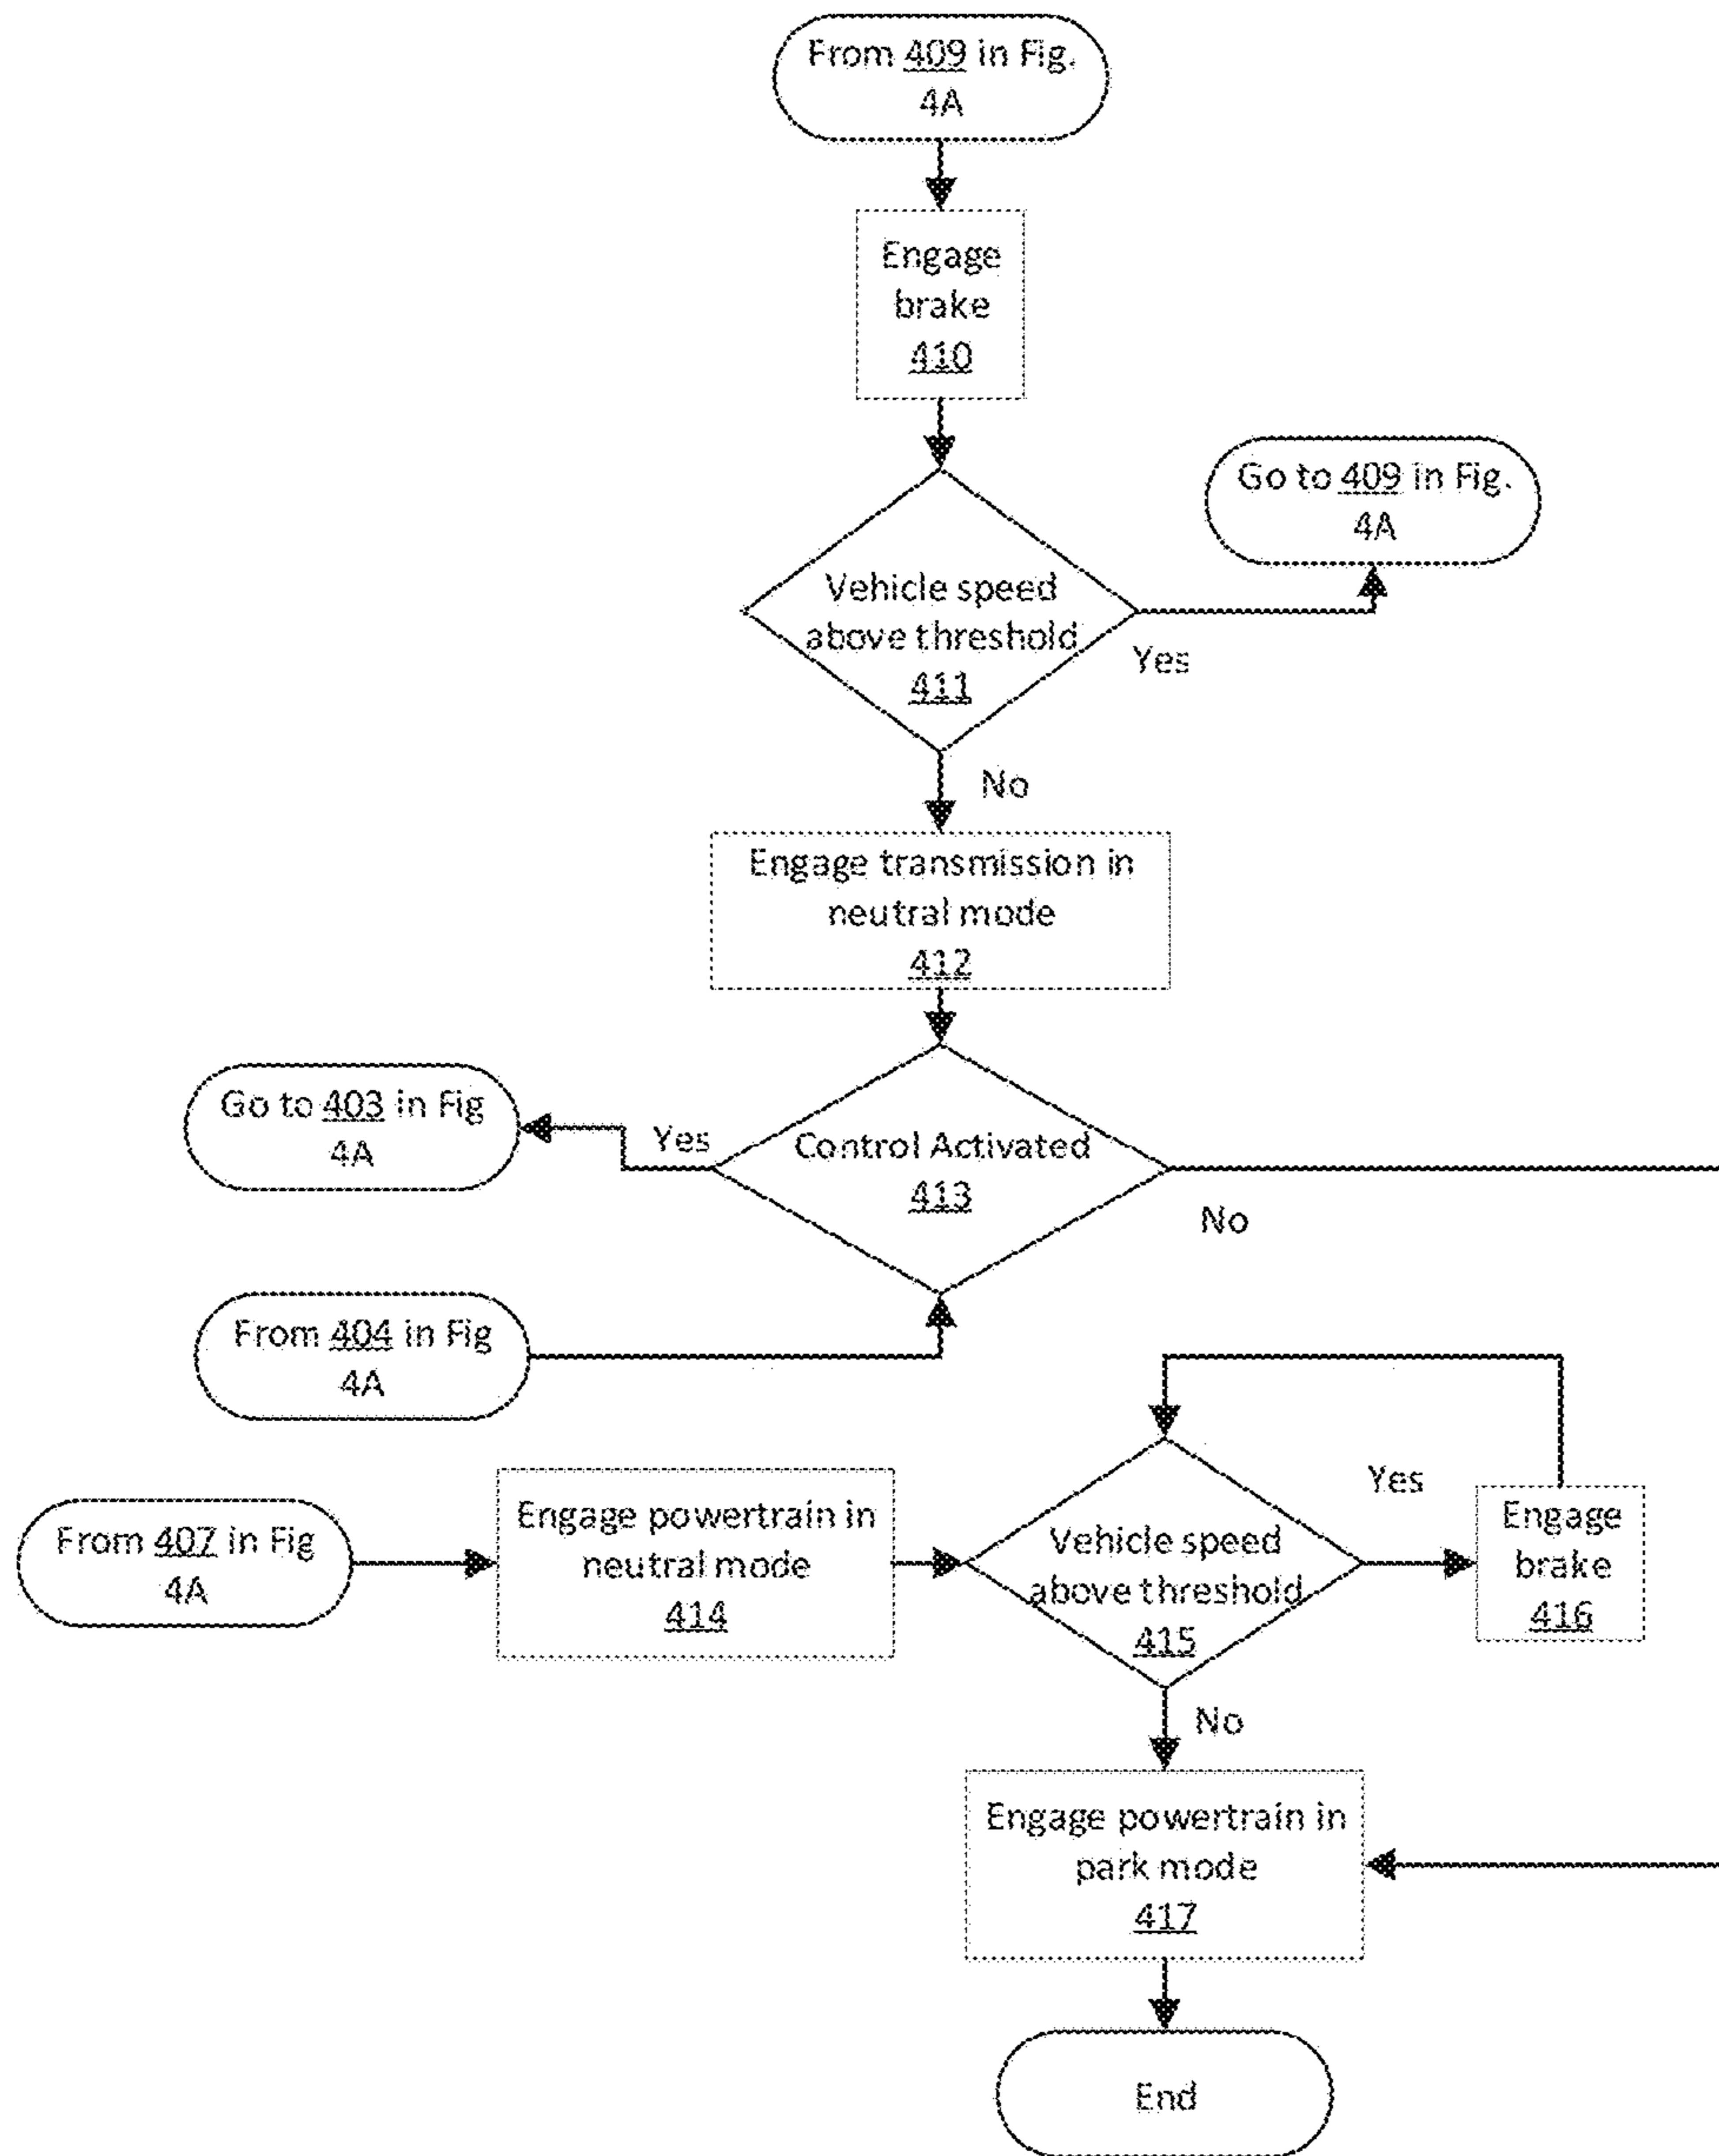 From 409 in Fig.
4A
Engage
brake
410
Go to 409 in Fig.
4A
Vehicle speed
above threshold
411
Yes
No
Engage transmission in
neutral mode
412
Go to 403 in Fig
4A
Yes
Control Activated
413
No
From 404 in Fig
4A
From 407 in Fig
4A
Engage powertrain in
neutral mode
414
Vehicle speed
above threshold
415
Yes
Engage
brake
416
No
Engage powertrain in
park mode
417
End